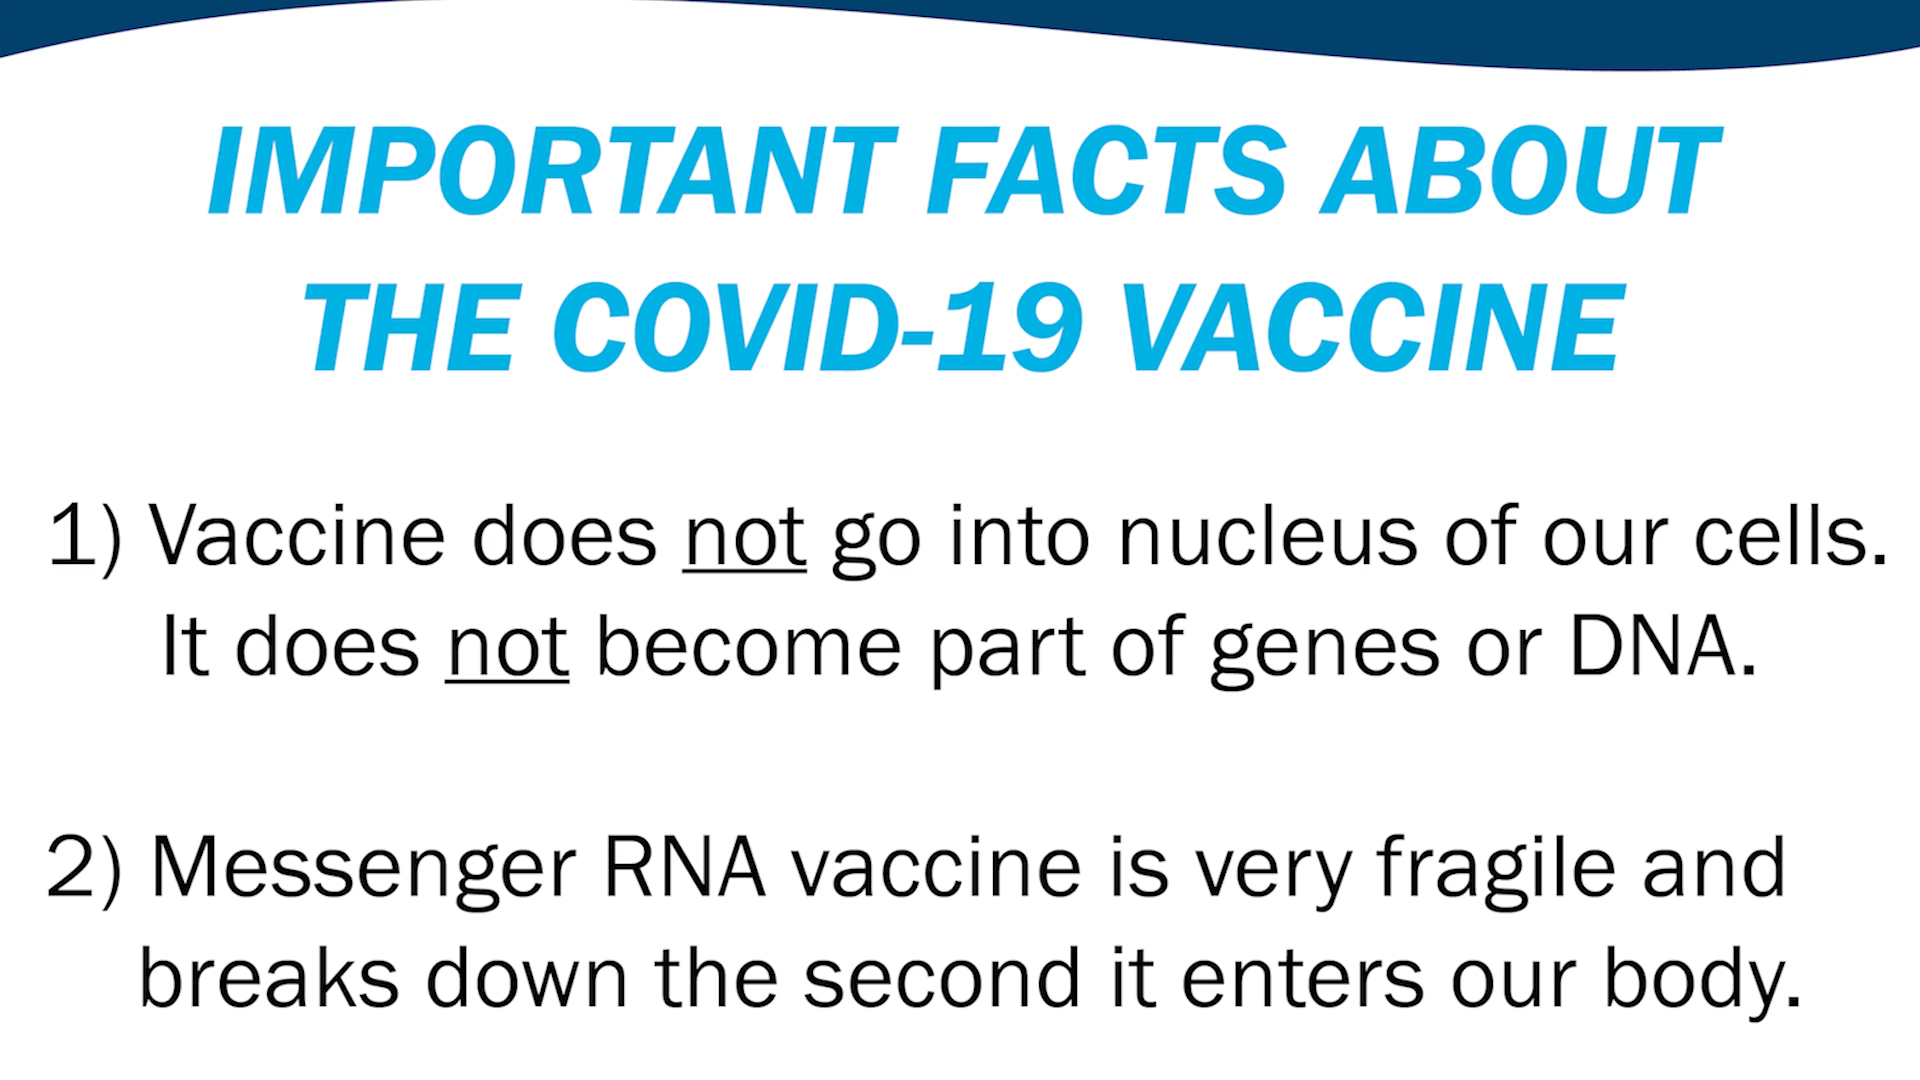 IMPORTANT FACTS ABOUT
THE COVID-19 VACCINE
1) Vaccine does not go into nucleus of our cells.
It does not become part of genes or DNA.
2) Messenger RNA vaccine is very fragile and
breaks down the second it enters our body.